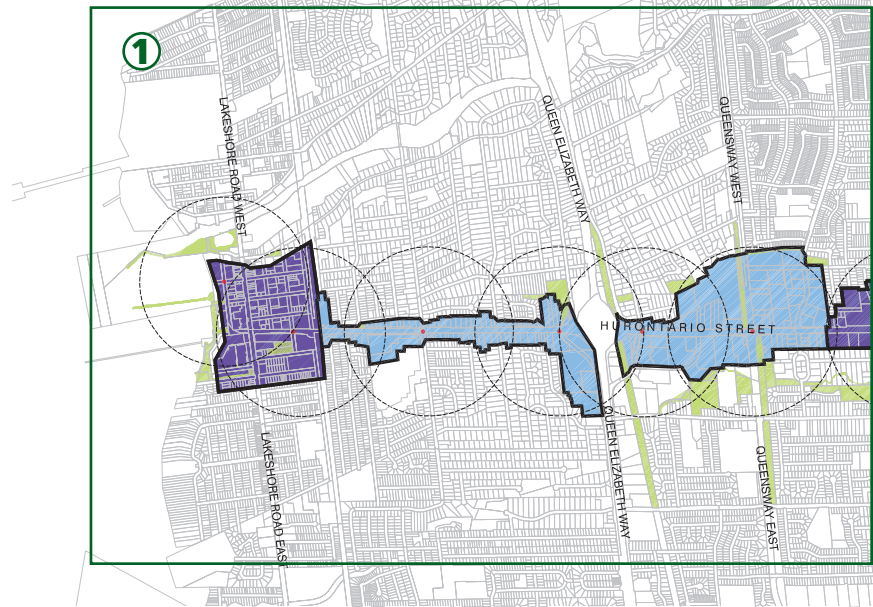 1
LAKESHORE ROAD WEST
QUEEN ELIZABETH WAY
QUEENSWAY WEST
HURONTARIO STREET
LAKESHORE ROAD EAST
QUEEN ELIZABETH WAY
QUEENSWAY EAST